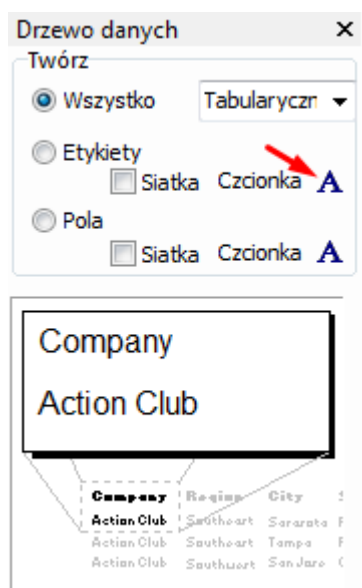 Drzewo danych
Twórz
Wszystko Tabularyczn
Etykiety
Siatka Czcionka A
Pola
Siatka Czcionka A
Company
Action Club
Company Region City
Action Club Southeast Sarasota F
Action Club Southeast Tampa F
Action Club Southwest San Jose